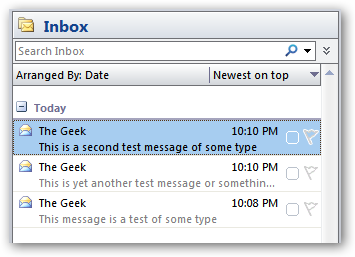 Inbox
Search Inbox
Arranged By: Date Newest on top
Today
The Geek 10:10 PM
This is a second test message of some type
The Geek 10:10 PM
This is yet another test message or somethin...
The Geek 10:08 PM
This message is a test of some type